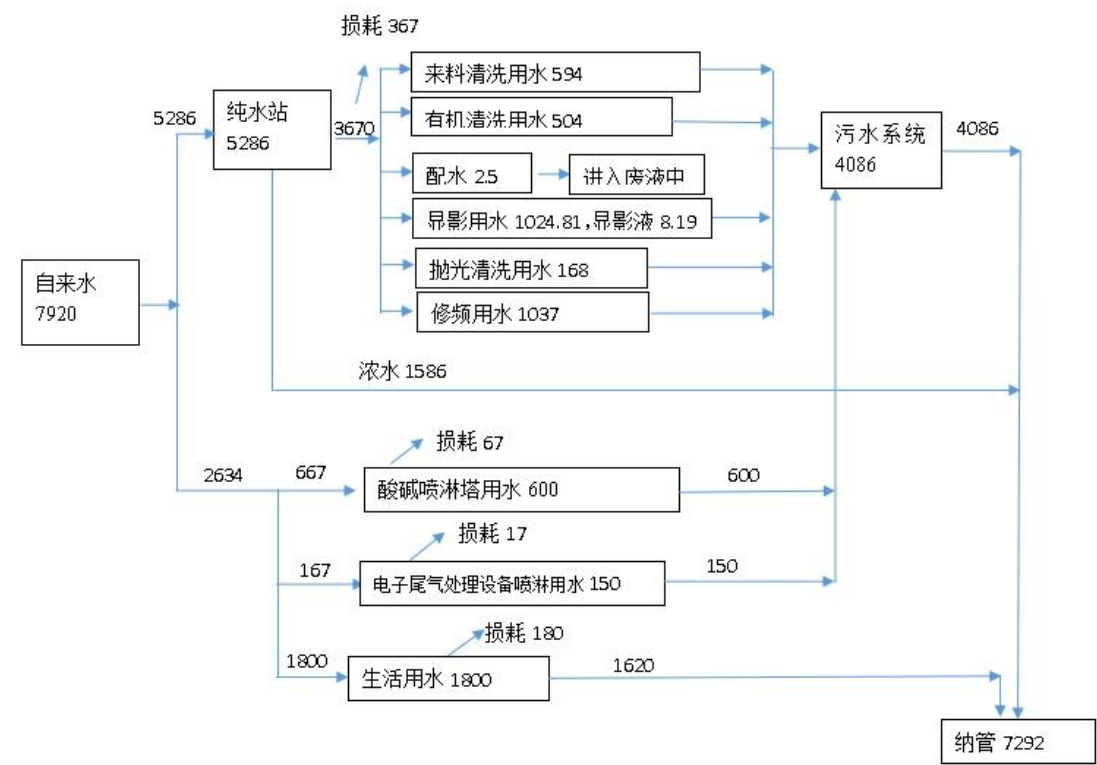 损耗 367
来料清洗用水 594
5286
纯水站
5286
3670
有机清洗用水 504
污水系统
4086
4086
配水 2.5
进入废液中
显影用水 1024.81,显影液 8.19
自来水
7920
抛光清洗用水 168
修频用水 1037
浓水 1586
损耗 67
2634
667
酸碱喷淋塔用水 600
600
损耗 17
167
电子尾气处理设备喷淋用水 150
150
损耗 180
1800
生活用水 1800
1620
纳管 7292